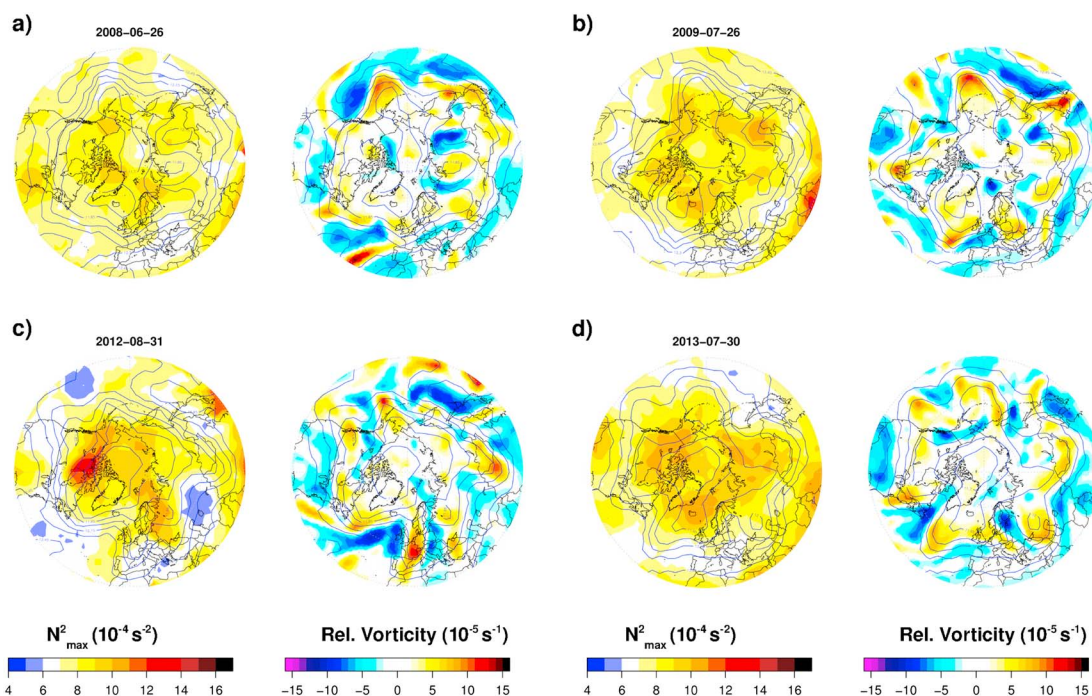 a)
2008-06-26
b)
2009-07-26
c)
2012-08-31
d)
2013-07-30
N²max (10⁻⁴ s⁻²)
4 6 8 10 12 14 16
Rel. Vorticity (10⁻⁵ s⁻¹)
−15 −10 −5 0 5 10 15
N²max (10⁻⁴ s⁻²)
4 6 8 10 12 14 16
Rel. Vorticity (10⁻⁵ s⁻¹)
−15 −10 −5 0 5 10 15